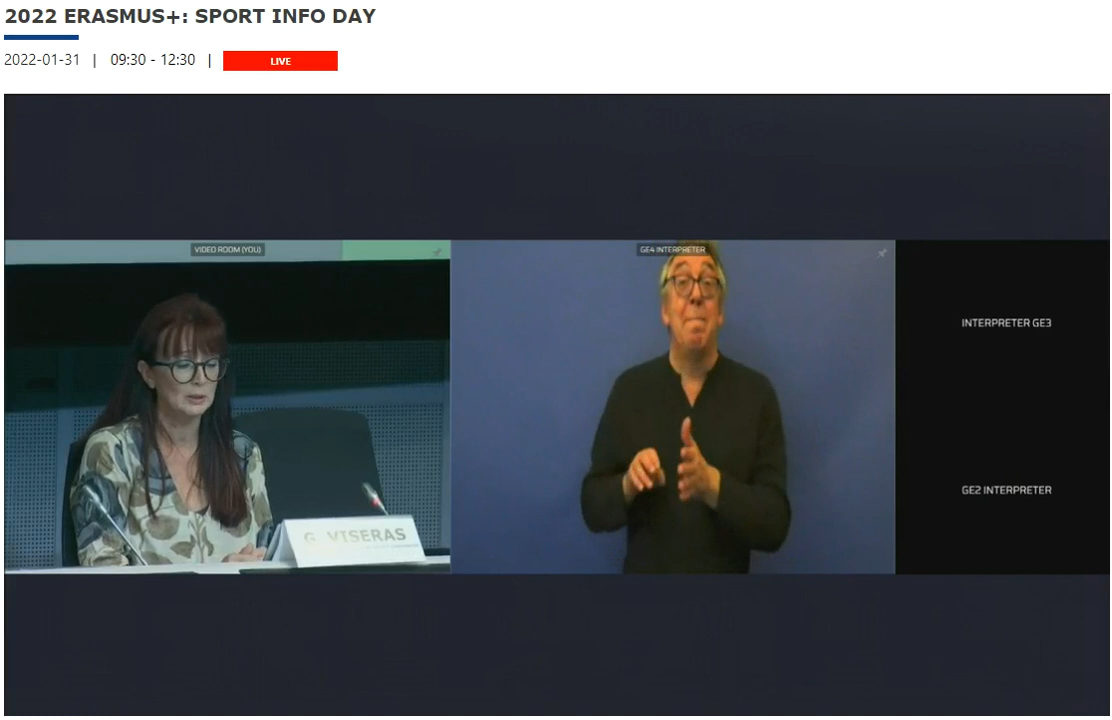 2022 ERASMUS+: SPORT INFO DAY
2022-01-31 | 09:30 - 12:30 | LIVE
VIDEO ROOM (YOU)
GE4 INTERPRETER
INTERPRETER GE3
GE2 INTERPRETER
G. VISERAS